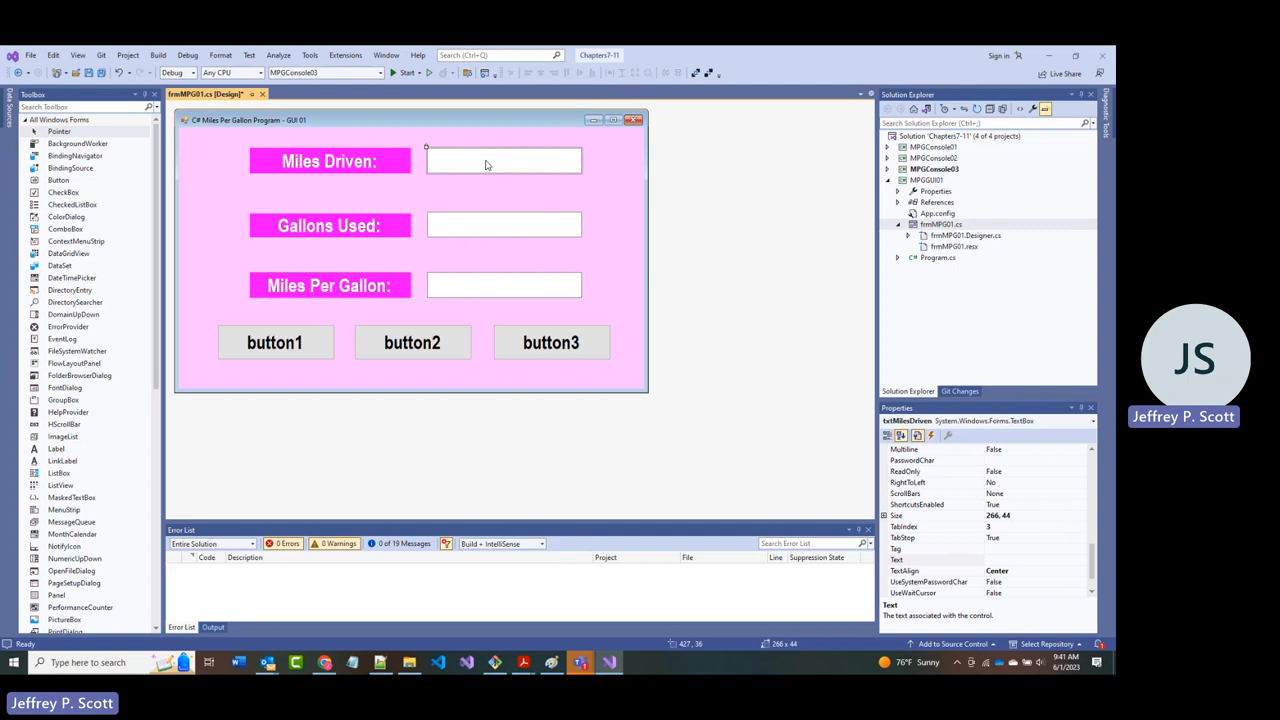 File Edit View Git Project Build Debug Test Analyze Tools Extensions Window Help Search (Ctrl+Q) Chapters7-11 Sign in
Debug Any CPU MPGConsole03 Start Live Share
Data Sources
Toolbox
Search Toolbox
All Windows Forms
Pointer
BackgroundWorker
BindingNavigator
BindingSource
Button
CheckBox
CheckedListBox
ColorDialog
ComboBox
ContextMenuStrip
DataGridView
DataSet
DateTimePicker
DirectoryEntry
DirectorySearcher
DomainUpDown
ErrorProvider
EventLog
FileSystemWatcher
FlowLayoutPanel
FolderBrowserDialog
FontDialog
GroupBox
HelpProvider
HScrollBar
ImageList
Label
LinkLabel
ListBox
ListView
MaskedTextBox
MenuStrip
MessageQueue
MonthCalendar
NotifyIcon
NumericUpDown
OpenFileDialog
PageSetupDialog
Panel
PerformanceCounter
PictureBox
PrintDialog
frmMPG01.cs [Design]*
C# Miles Per Gallon Program - GUI 01
Miles Driven:
Gallons Used:
Miles Per Gallon:
button1 button2 button3
Error List
Entire Solution 0 Errors 0 Warnings 0 of 19 Messages Build + IntelliSense Search Error List
Code Description Project File Line Suppression State
Error List Output
Solution Explorer
Search Solution Explorer (Ctrl+;)
Solution 'Chapters7-11' (4 of 4 projects)
MPGConsole01
MPGConsole02
MPGConsole03
MPGGUI01
Properties
References
App.config
frmMPG01.cs
frmMPG01.Designer.cs
frmMPG01.resx
Program.cs
Solution Explorer Git Changes
Properties
txtMilesDriven System.Windows.Forms.TextBox
Multiline False
PasswordChar
ReadOnly False
RightToLeft No
ScrollBars None
ShortcutsEnabled True
Size 266, 44
TabIndex 3
TabStop True
Tag
Text
TextAlign Center
UseSystemPasswordChar False
UseWaitCursor False
Text
The text associated with the control.
Diagnostic Tools
Ready 427, 36 266 x 44 Add to Source Control Select Repository
Type here to search 76°F Sunny 9:41 AM
6/1/2023
JS
Jeffrey P. Scott
Jeffrey P. Scott